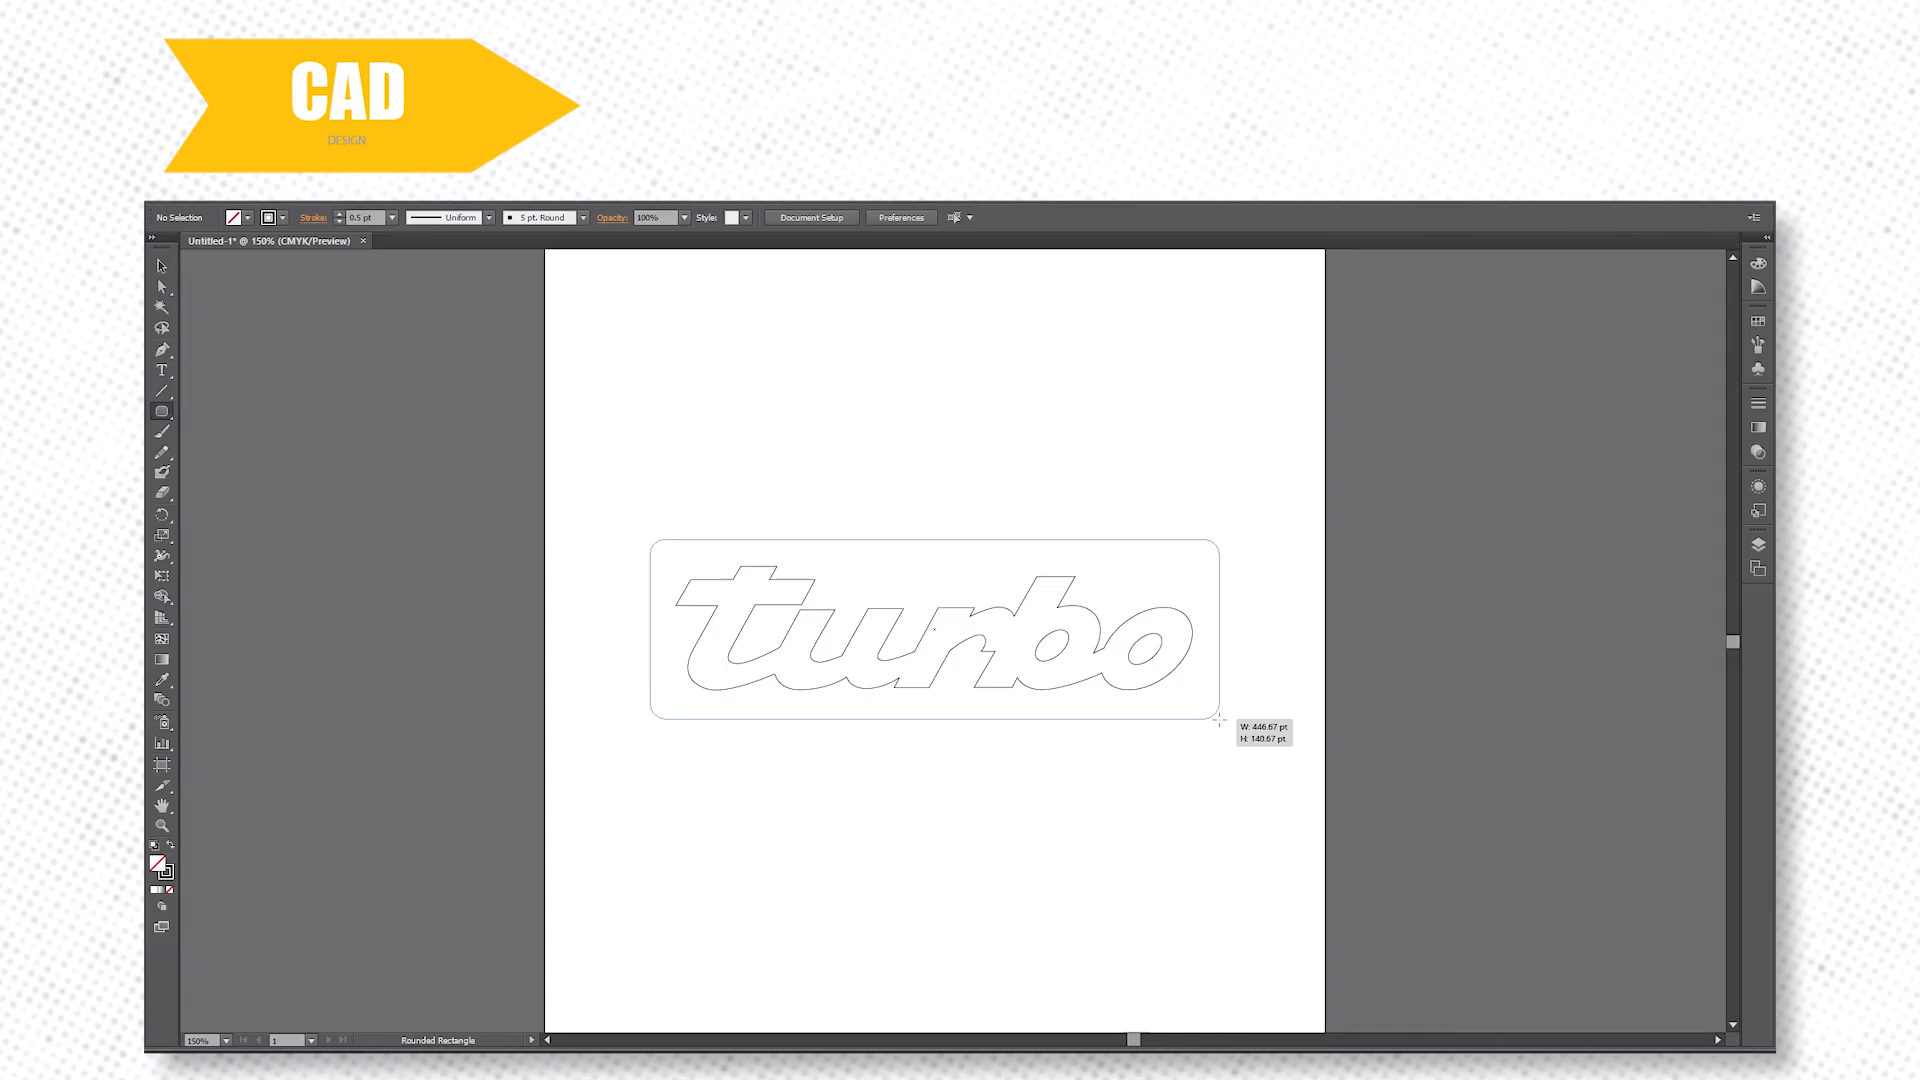 CAD
DESIGN
No Selection Stroke: 0.5 pt Uniform 5 pt. Round Opacity: 100% Style: Document Setup Preferences
Untitled-1* @ 150% (CMYK/Preview)
turbo
W: 446.67 pt
H: 140.67 pt
150% 1 Rounded Rectangle